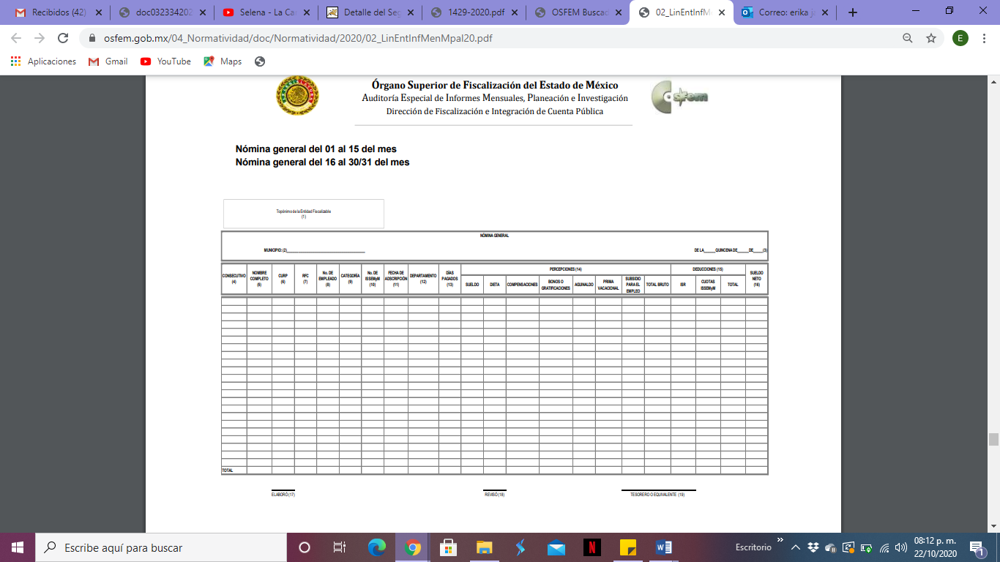 Recibidos (42)
doc032334202
Selena - La Ca
Detalle del Seg
1429-2020.pdf
OSFEM Buscad
02_LinEntInfM
Correo: erika ja
osfem.gob.mx/04_Normatividad/doc/Normatividad/2020/02_LinEntInfMenMpal20.pdf
E
Aplicaciones
Gmail
YouTube
Maps
Órgano Superior de Fiscalización del Estado de México
Auditoría Especial de Informes Mensuales, Planeación e Investigación
Dirección de Fiscalización e Integración de Cuenta Pública
osfem
Nómina general del 01 al 15 del mes
Nómina general del 16 al 30/31 del mes
Topónimo de la Entidad Fiscalizable
(1)
NÓMINA GENERAL
MUNICIPIO: (2)
DE LA_____QUINCENA DE_____DE____(3)
CONSECUTIVO
(4)
NOMBRE
COMPLETO
(5)
CURP
(6)
RFC
(7)
No. DE
EMPLEADO
(8)
CATEGORÍA
(9)
No. DE
ISSEMyM
(10)
FECHA DE
ADSCRIPCIÓN
(11)
DEPARTAMENTO
(12)
DÍAS
PAGADOS
(13)
PERCEPCIONES (14)
SUELDO
DIETA
COMPENSACIONES
BONOS O
GRATIFICACIONES
AGUINALDO
PRIMA
VACACIONAL
SUBSIDIO
PARA EL
EMPLEO
TOTAL BRUTO
DEDUCCIONES (15)
ISR
CUOTAS
ISSEMyM
TOTAL
SUELDO
NETO
(16)
TOTAL
ELABORÓ (17)
REVISÓ (18)
TESORERO O EQUIVALENTE (19)
Escribe aquí para buscar
Escritorio
08:12 p. m.
22/10/2020
1